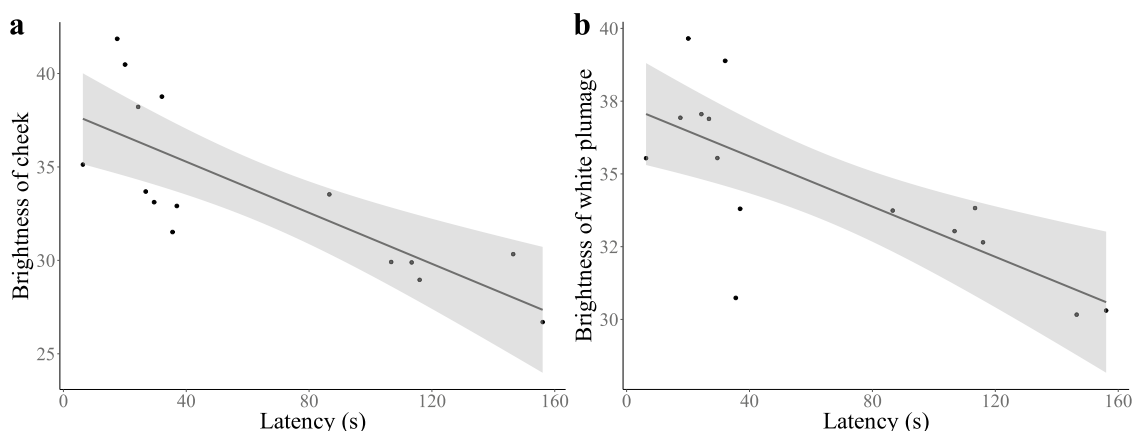 a
Brightness of cheek
40
35
30
25
0 40 80 120 160
Latency (s)
b
Brightness of white plumage
40
38
35
32
30
0 40 80 120 160
Latency (s)